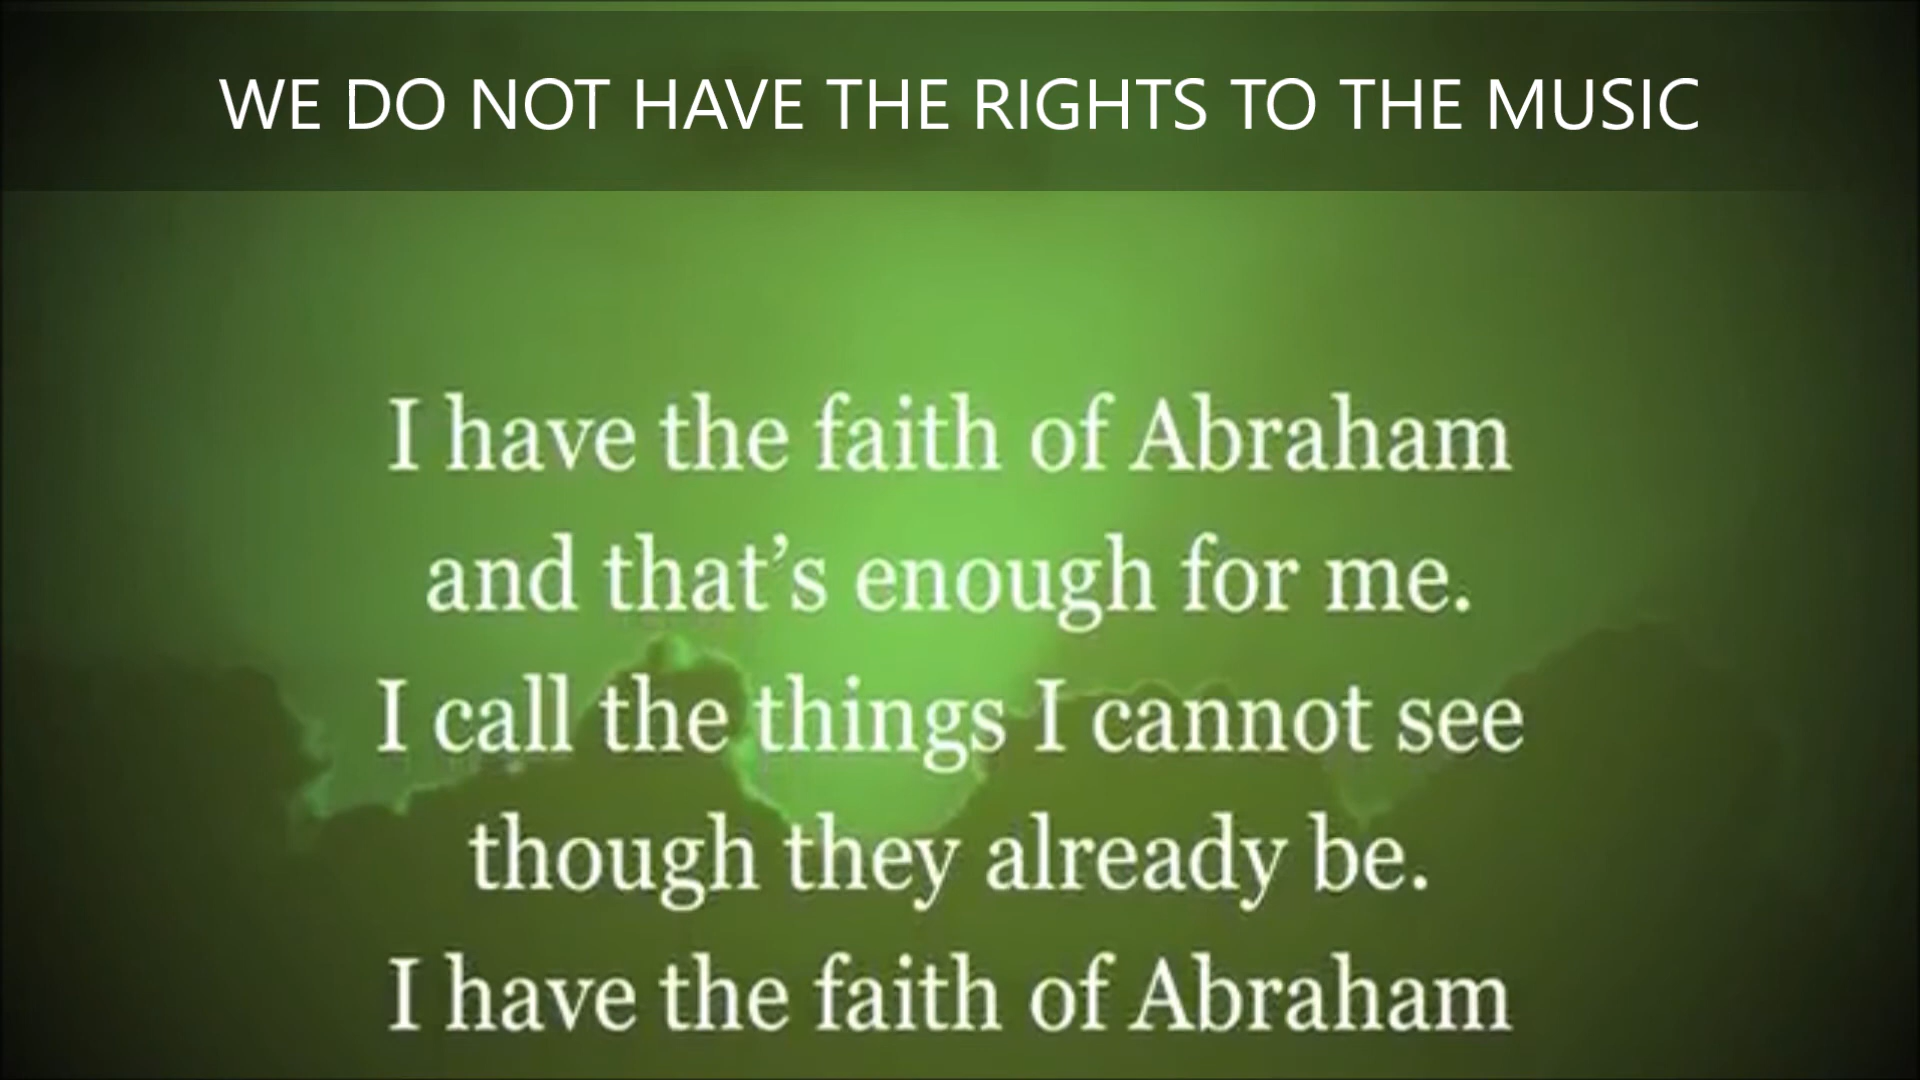 WE DO NOT HAVE THE RIGHTS TO THE MUSIC
I have the faith of Abraham
and that’s enough for me.
I call the things I cannot see
though they already be.
I have the faith of Abraham